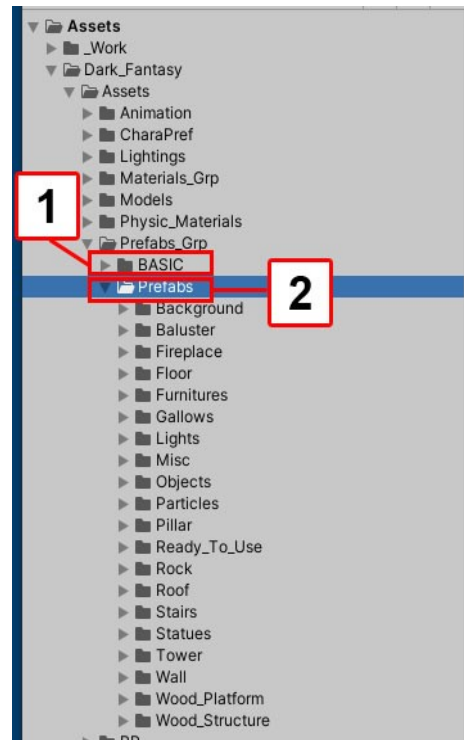 Assets
_Work
Dark_Fantasy
Assets
Animation
CharaPref
Lightings
Materials_Grp
Models
1
Physic_Materials
Prefabs_Grp
BASIC
Prefabs
2
Background
Baluster
Fireplace
Floor
Furnitures
Gallows
Lights
Misc
Objects
Particles
Pillar
Ready_To_Use
Rock
Roof
Stairs
Statues
Tower
Wall
Wood_Platform
Wood_Structure